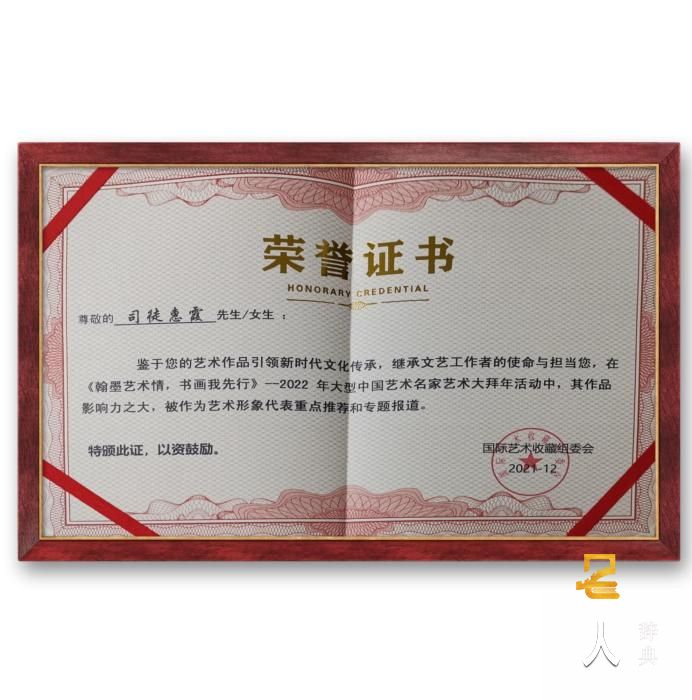 荣誉证书
HONORARY CREDENTIAL
尊敬的 司徒惠霞 先生/女生：
鉴于您的艺术作品引领新时代文化传承，继承文艺工作者的使命与担当您，在
《翰墨艺术情，书画我先行》---2022 年大型中国艺术名家艺术大拜年活动中，其作品
影响力之大，被作为艺术形象代表重点推荐和专题报道。
特颁此证，以资鼓励。
国际艺术收藏组委会
2021-12
名
人 辞典